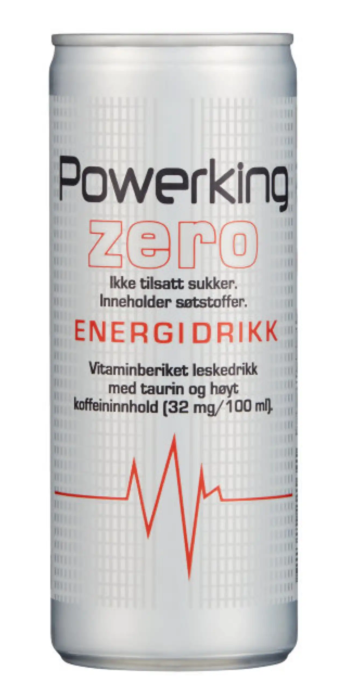 Powerking
zero
Ikke tilsatt sukker.
Inneholder søtstoffer.
ENERGIDRIKK
Vitaminberiket leskedrikk
med taurin og høyt
koffeininnhold (32 mg/100 ml).